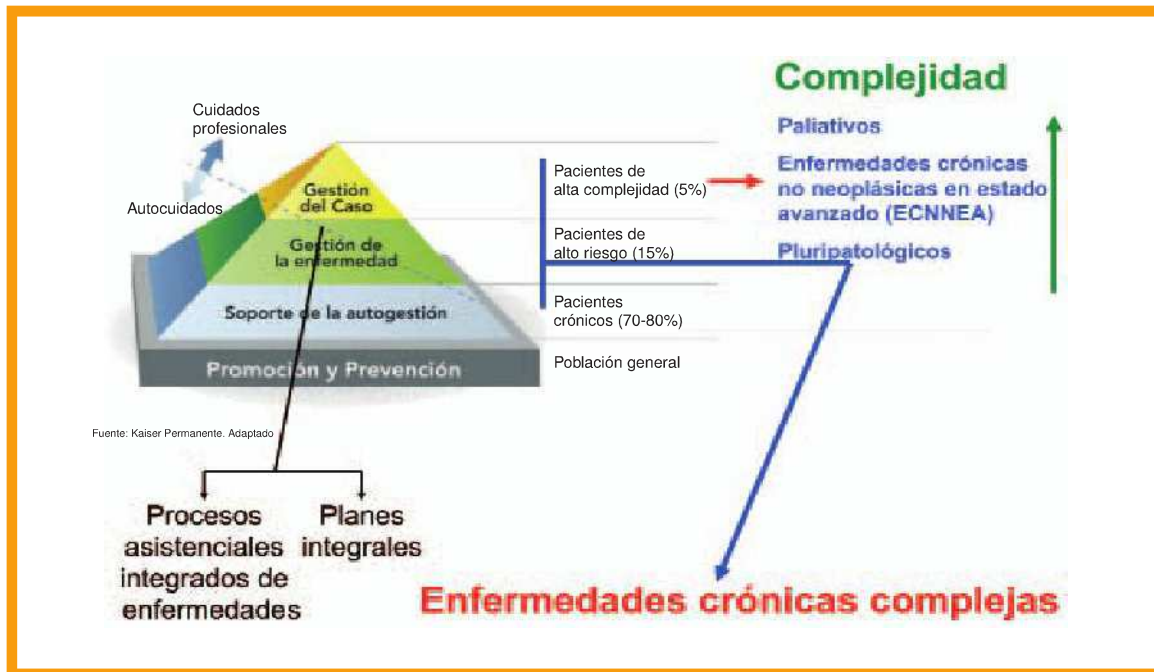 Complejidad
Cuidados
profesionales
Autocuidados
Gestión
del Caso
Gestión de
la enfermedad
Soporte de la autogestión
Promoción y Prevención
Pacientes de
alta complejidad (5%)
Pacientes de
alto riesgo (15%)
Pacientes
crónicos (70-80%)
Población general
Paliativos
Enfermedades crónicas
no neoplásicas en estado
avanzado (ECNNEA)
Pluripatológicos
Fuente: Kaiser Permanente. Adaptado
Procesos
asistenciales
integrados de
enfermedades
Planes
integrales
Enfermedades crónicas complejas